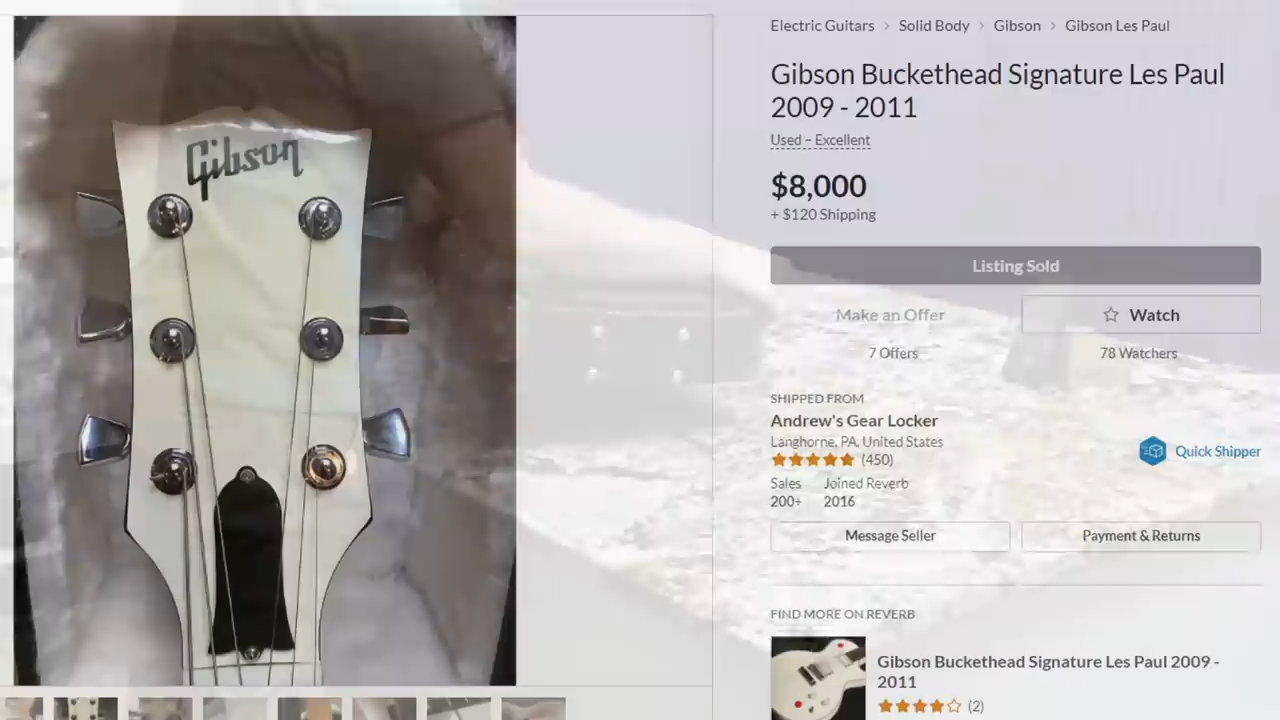 Gibson
Electric Guitars > Solid Body > Gibson > Gibson Les Paul
Gibson Buckethead Signature Les Paul
2009 - 2011
Used – Excellent
$8,000
+ $120 Shipping
Listing Sold
Make an Offer
Watch
7 Offers
78 Watchers
SHIPPED FROM
Andrew's Gear Locker
Langhorne, PA, United States
(450)
Quick Shipper
Sales Joined Reverb
200+ 2016
Message Seller
Payment & Returns
FIND MORE ON REVERB
Gibson Buckethead Signature Les Paul 2009 -
2011
(2)